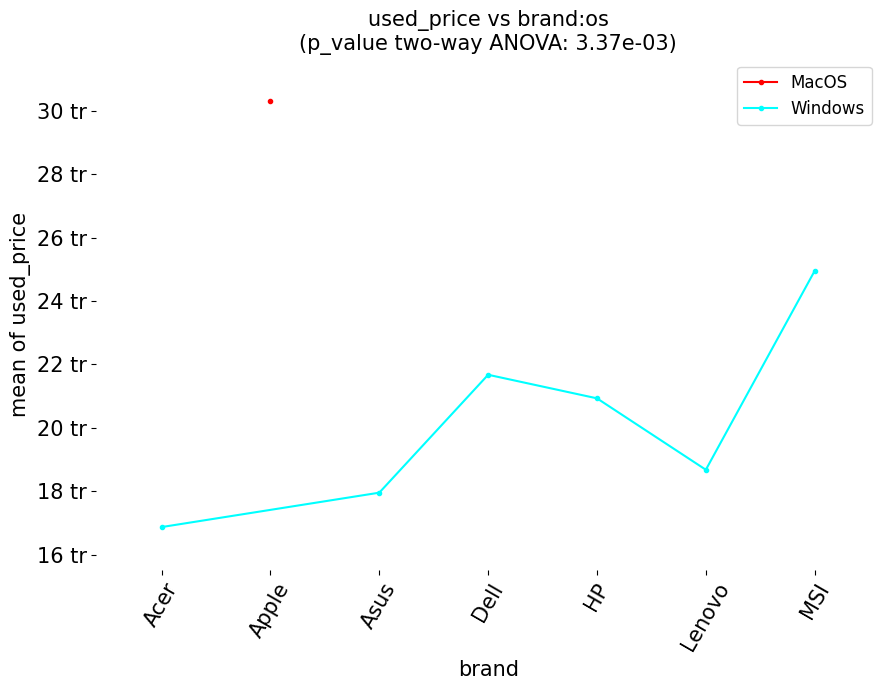 used_price vs brand:os
(p_value two-way ANOVA: 3.37e-03)
MacOS
Windows
mean of used_price
30 tr
28 tr
26 tr
24 tr
22 tr
20 tr
18 tr
16 tr
Acer
Apple
Asus
Dell
HP
Lenovo
MSI
brand